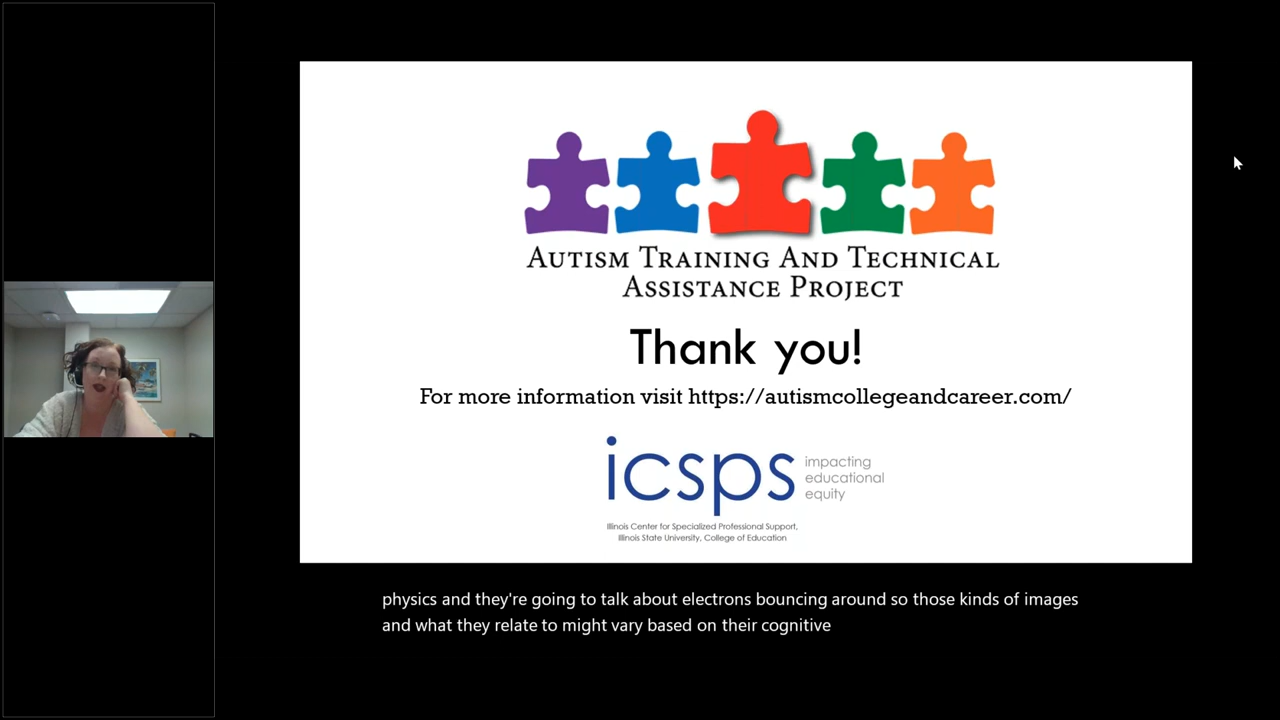 Autism Training And Technical
Assistance Project
Thank you!
For more information visit https://autismcollegeandcareer.com/
icsps
impacting
educational
equity
Illinois Center for Specialized Professional Support,
Illinois State University, College of Education
physics and they're going to talk about electrons bouncing around so those kinds of images
and what they relate to might vary based on their cognitive